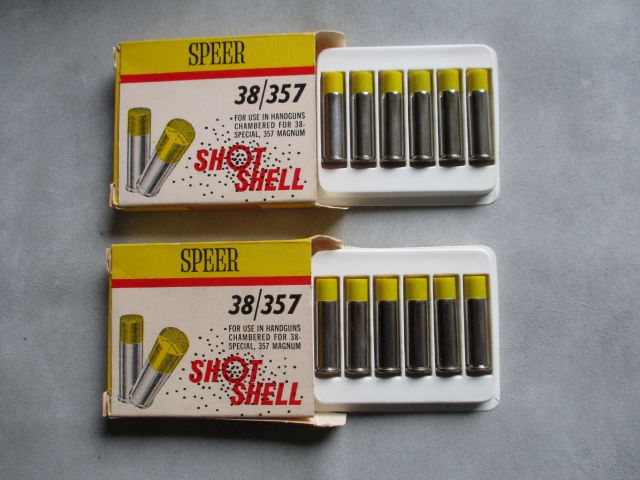 SPEER
38/357
• FOR USE IN HANDGUNS
CHAMBERED FOR 38-
SPECIAL, 357 MAGNUM
SHOT
SHELL
SPEER
38/357
• FOR USE IN HANDGUNS
CHAMBERED FOR 38-
SPECIAL, 357 MAGNUM
SHOT
SHELL